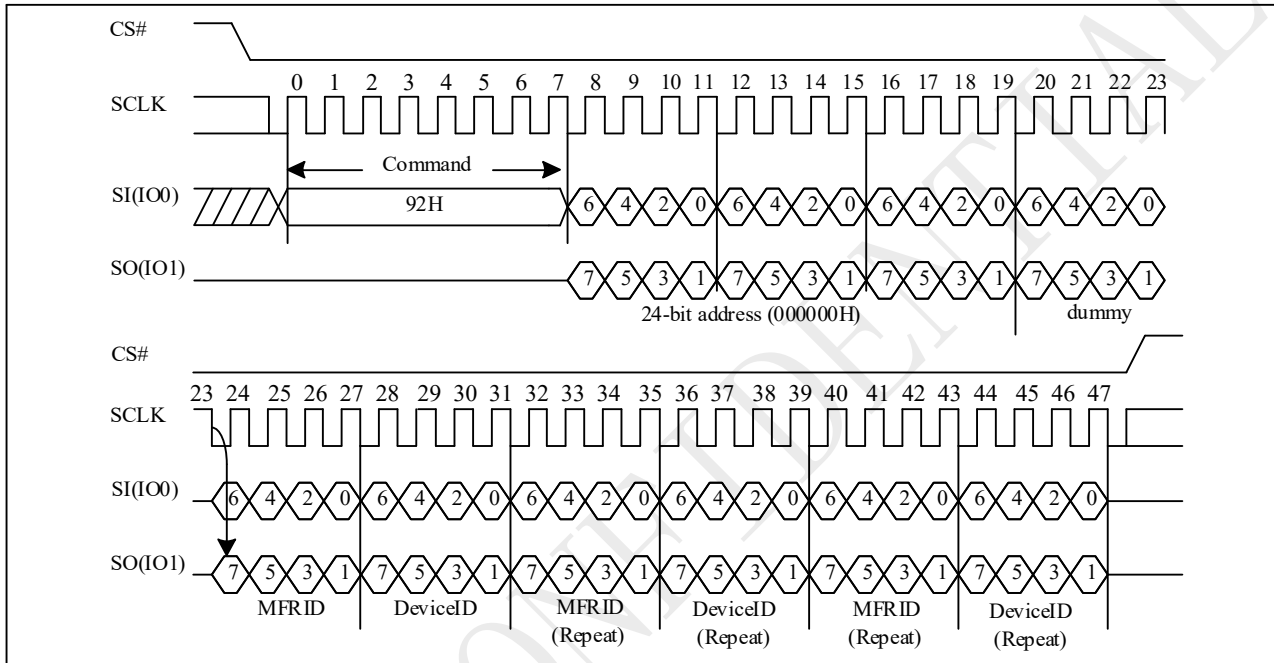 CS#
0 1 2 3 4 5 6 7 8 9 10 11 12 13 14 15 16 17 18 19 20 21 22 23
SCLK
Command
SI(IO0)
92H
6 4 2 0 6 4 2 0 6 4 2 0 6 4 2 0
SO(IO1)
7 5 3 1 7 5 3 1 7 5 3 1 7 5 3 1
24-bit address (000000H)
dummy
CS#
23 24 25 26 27 28 29 30 31 32 33 34 35 36 37 38 39 40 41 42 43 44 45 46 47
SCLK
SI(IO0)
6 4 2 0 6 4 2 0 6 4 2 0 6 4 2 0 6 4 2 0 6 4 2 0
SO(IO1)
7 5 3 1 7 5 3 1 7 5 3 1 7 5 3 1 7 5 3 1 7 5 3 1
MFRID DeviceID MFRID DeviceID MFRID DeviceID
(Repeat) (Repeat) (Repeat) (Repeat)